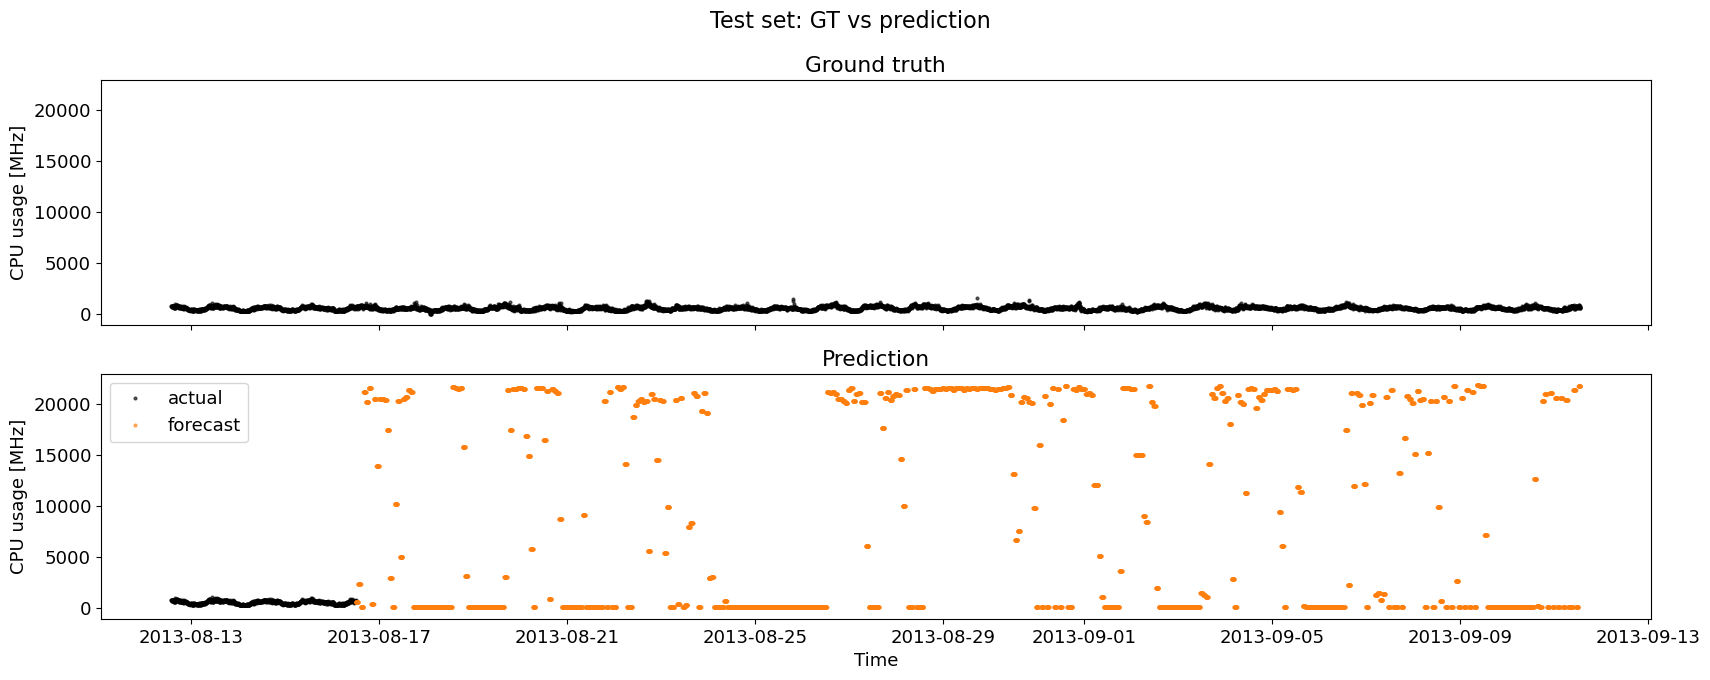 Test set: GT vs prediction
Ground truth
CPU usage [MHz]
20000
15000
10000
5000
0
Prediction
CPU usage [MHz]
20000
15000
10000
5000
0
actual
forecast
2013-08-13 2013-08-17 2013-08-21 2013-08-25 2013-08-29 2013-09-01 2013-09-05 2013-09-09 2013-09-13
Time